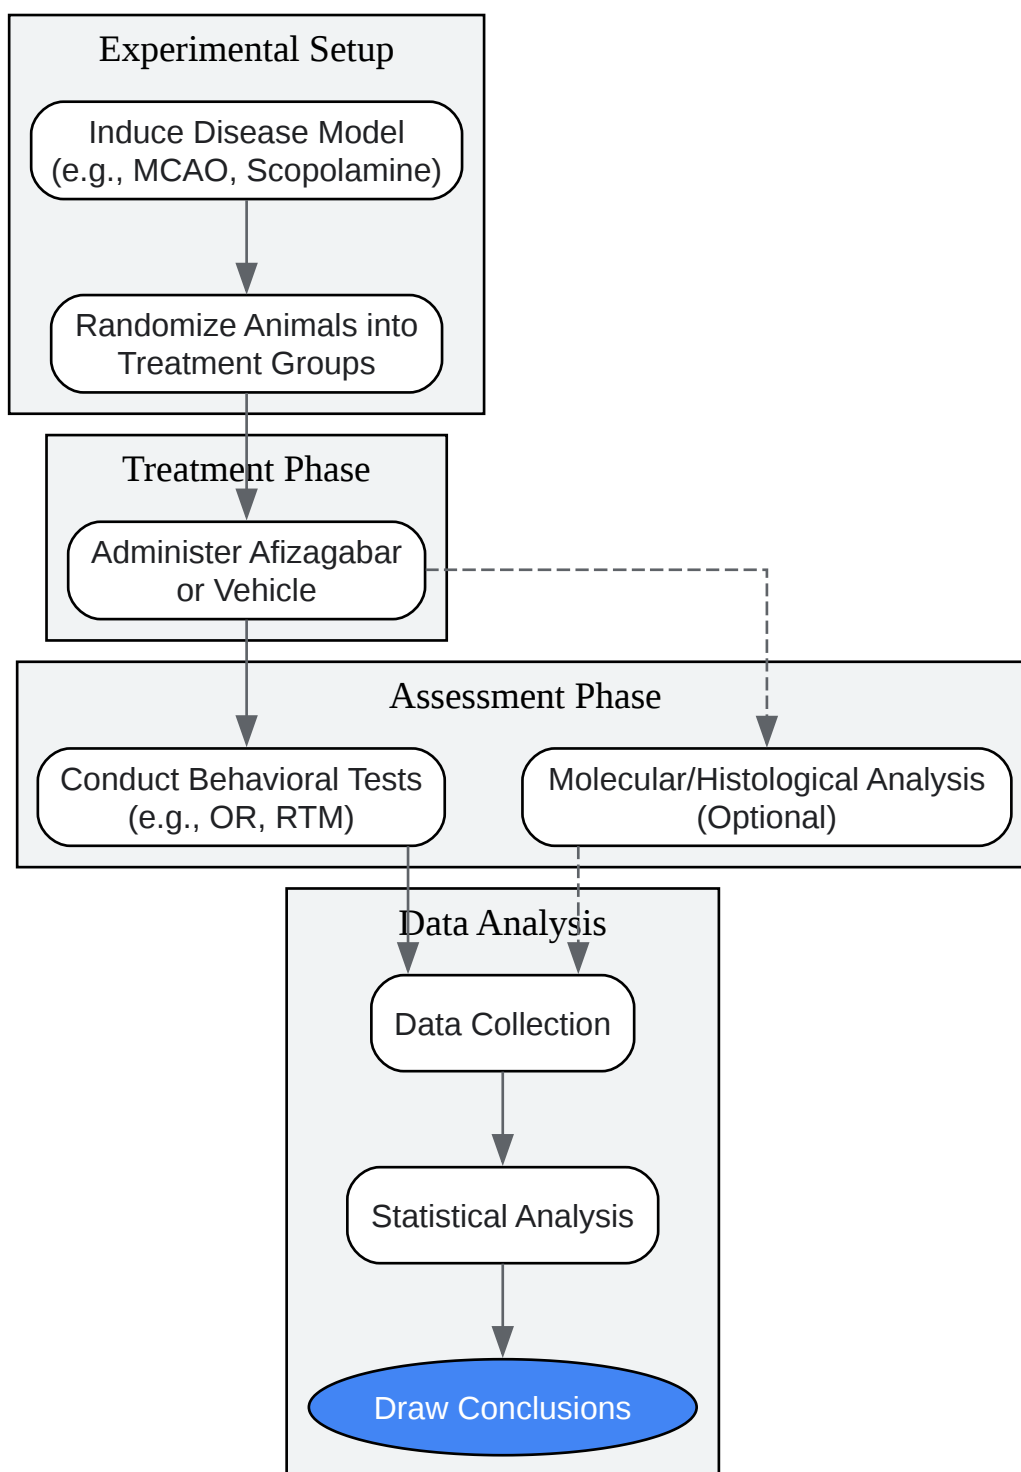 Experimental Setup
Induce Disease Model
(e.g., MCAO, Scopolamine)
Randomize Animals into
Treatment Groups
Treatment Phase
Administer Afizagabar
or Vehicle
Assessment Phase
Conduct Behavioral Tests
(e.g., OR, RTM)
Molecular/Histological Analysis
(Optional)
Data Analysis
Data Collection
Statistical Analysis
Draw Conclusions